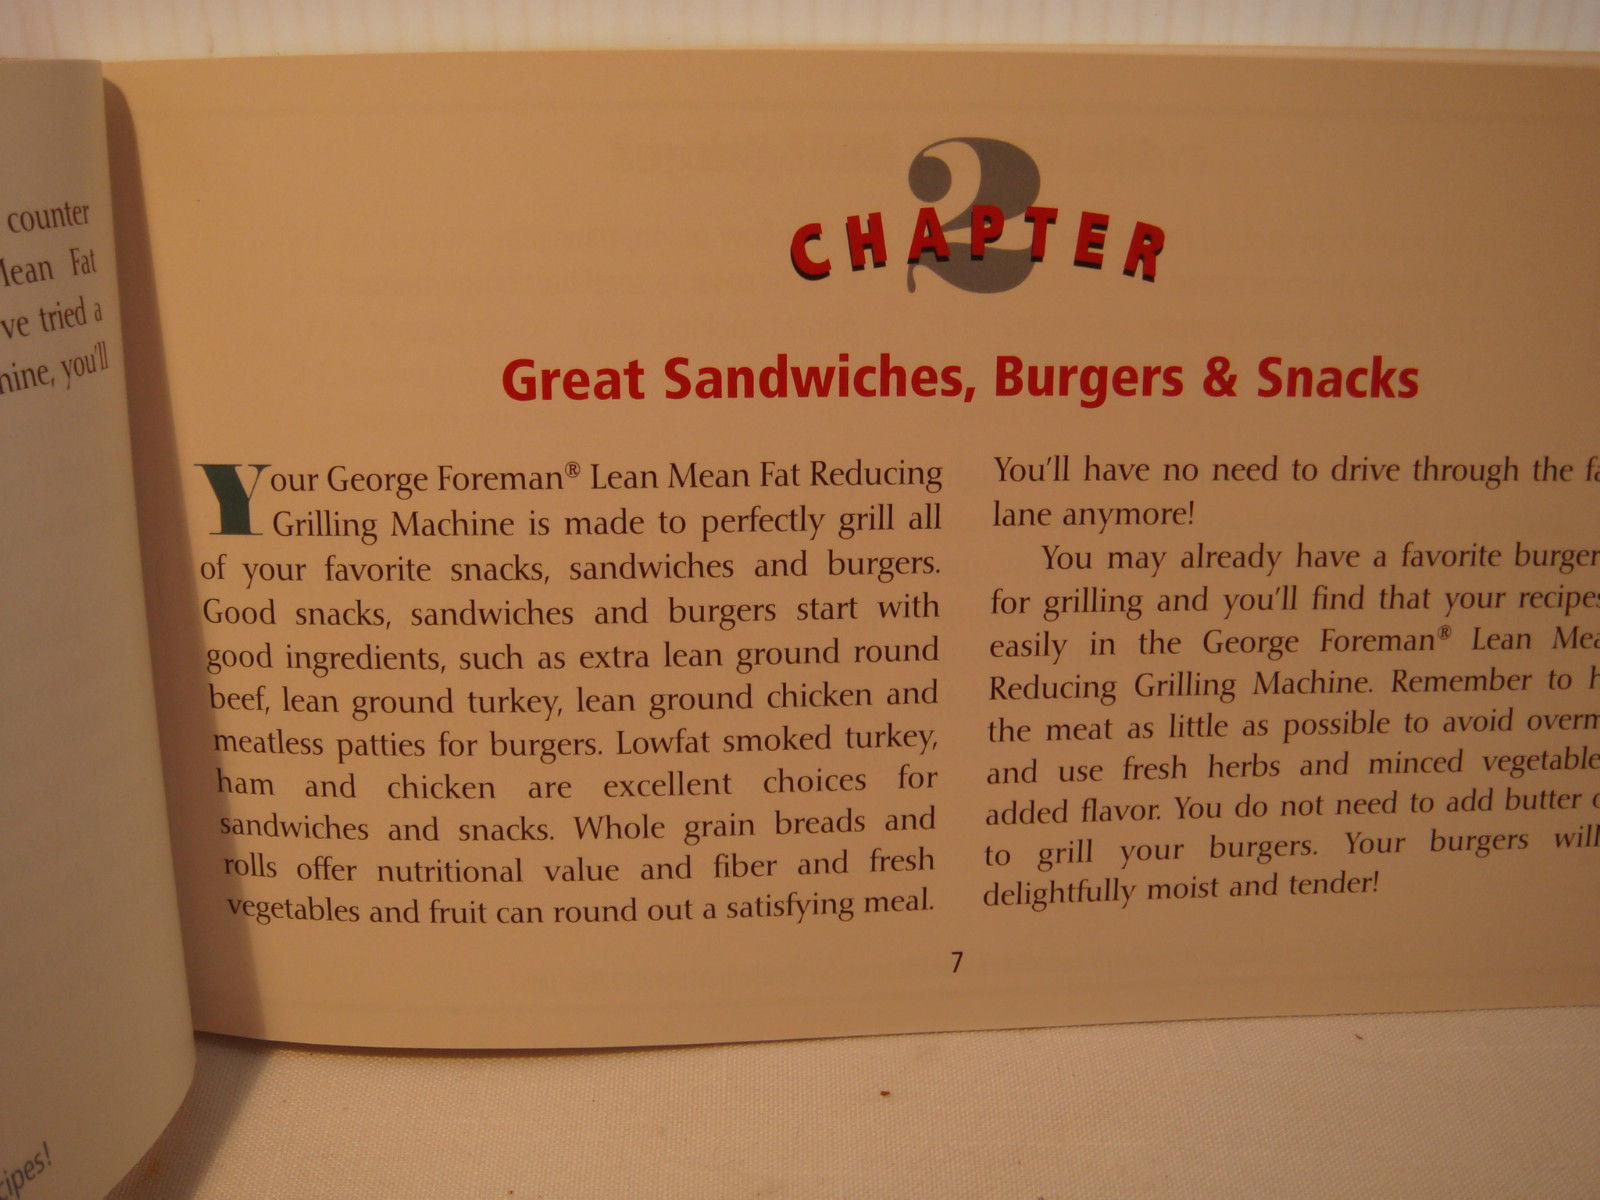 counter
Fat
ve tried a
you'll
2
CHAPTER
Great Sandwiches, Burgers & Snacks
Your George Foreman® Lean Mean Fat Reducing
Grilling Machine is made to perfectly grill all
of your favorite snacks, sandwiches and burgers.
Good snacks, sandwiches and burgers start with
good ingredients, such as extra lean ground round
beef, lean ground turkey, lean ground chicken and
meatless patties for burgers. Lowfat smoked turkey,
ham and chicken are excellent choices for
sandwiches and snacks. Whole grain breads and
rolls offer nutritional value and fiber and fresh
vegetables and fruit can round out a satisfying meal.
You'll have no need to drive through the
lane anymore!
You may already have a favorite burger
for grilling and you'll find that your
easily in the George Foreman® Lean
Reducing Grilling Machine. Remember to
the meat as little as possible to avoid
and use fresh herbs and minced
added flavor. You do not need to add butter
to grill your burgers. Your burgers will
delightfully moist and tender!
7